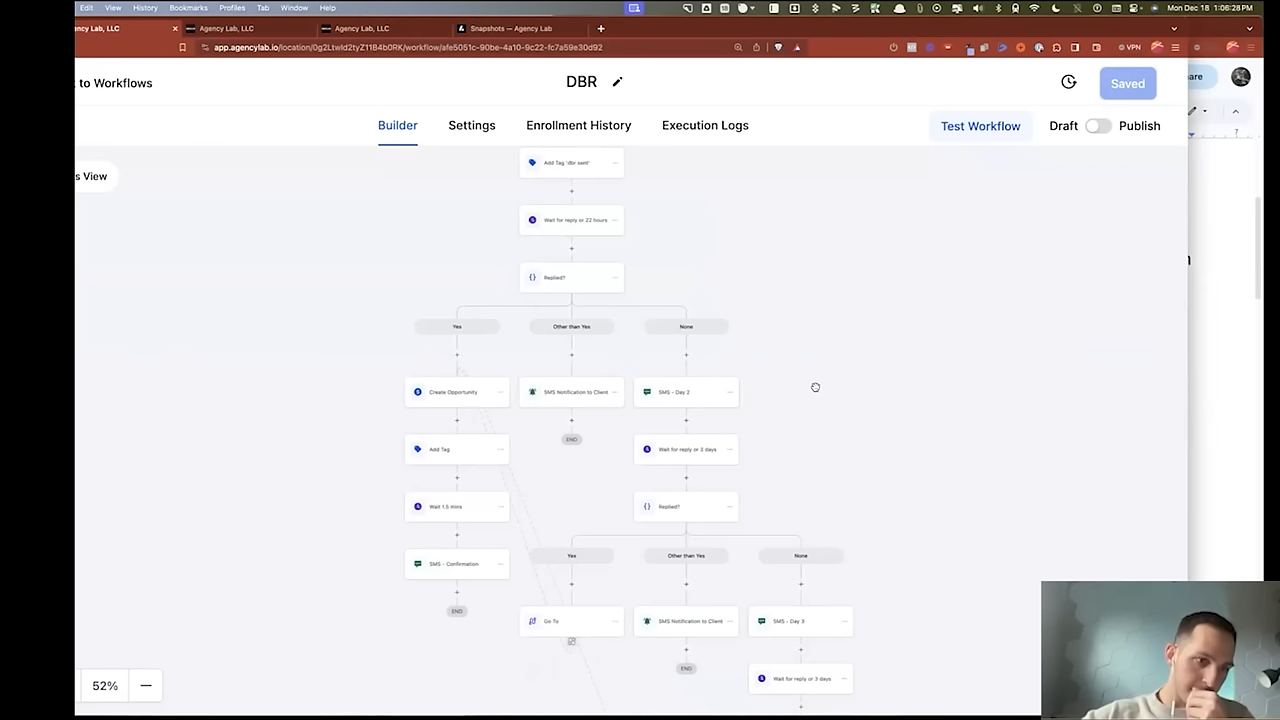 Edit View History Bookmarks Profiles Tab Window Help
Mon Dec 18 1:06:28 PM
ency Lab, LLC
Agency Lab, LLC
Agency Lab, LLC
Snapshots — Agency Lab
app.agencylab.io/location/0g2Ltwld2tyZ11B4b0RK/workflow/afe5051c-90be-4a10-9c22-fc7a59e30d92
VPN
t to Workflows
DBR
Saved
are
Builder
Settings
Enrollment History
Execution Logs
Test Workflow
Draft
Publish
7
s View
Add Tag 'dbr sent'
Wait for reply or 22 hours
n
Replied?
Yes
Other than Yes
None
Create Opportunity
SMS Notification to Client
SMS - Day 2
END
Add Tag
Wait for reply or 3 days
Wait 1.5 mins
Replied?
Yes
Other than Yes
None
SMS - Confirmation
END
Go To
SMS Notification to Client
SMS - Day 3
END
Wait for reply or 3 days
52%